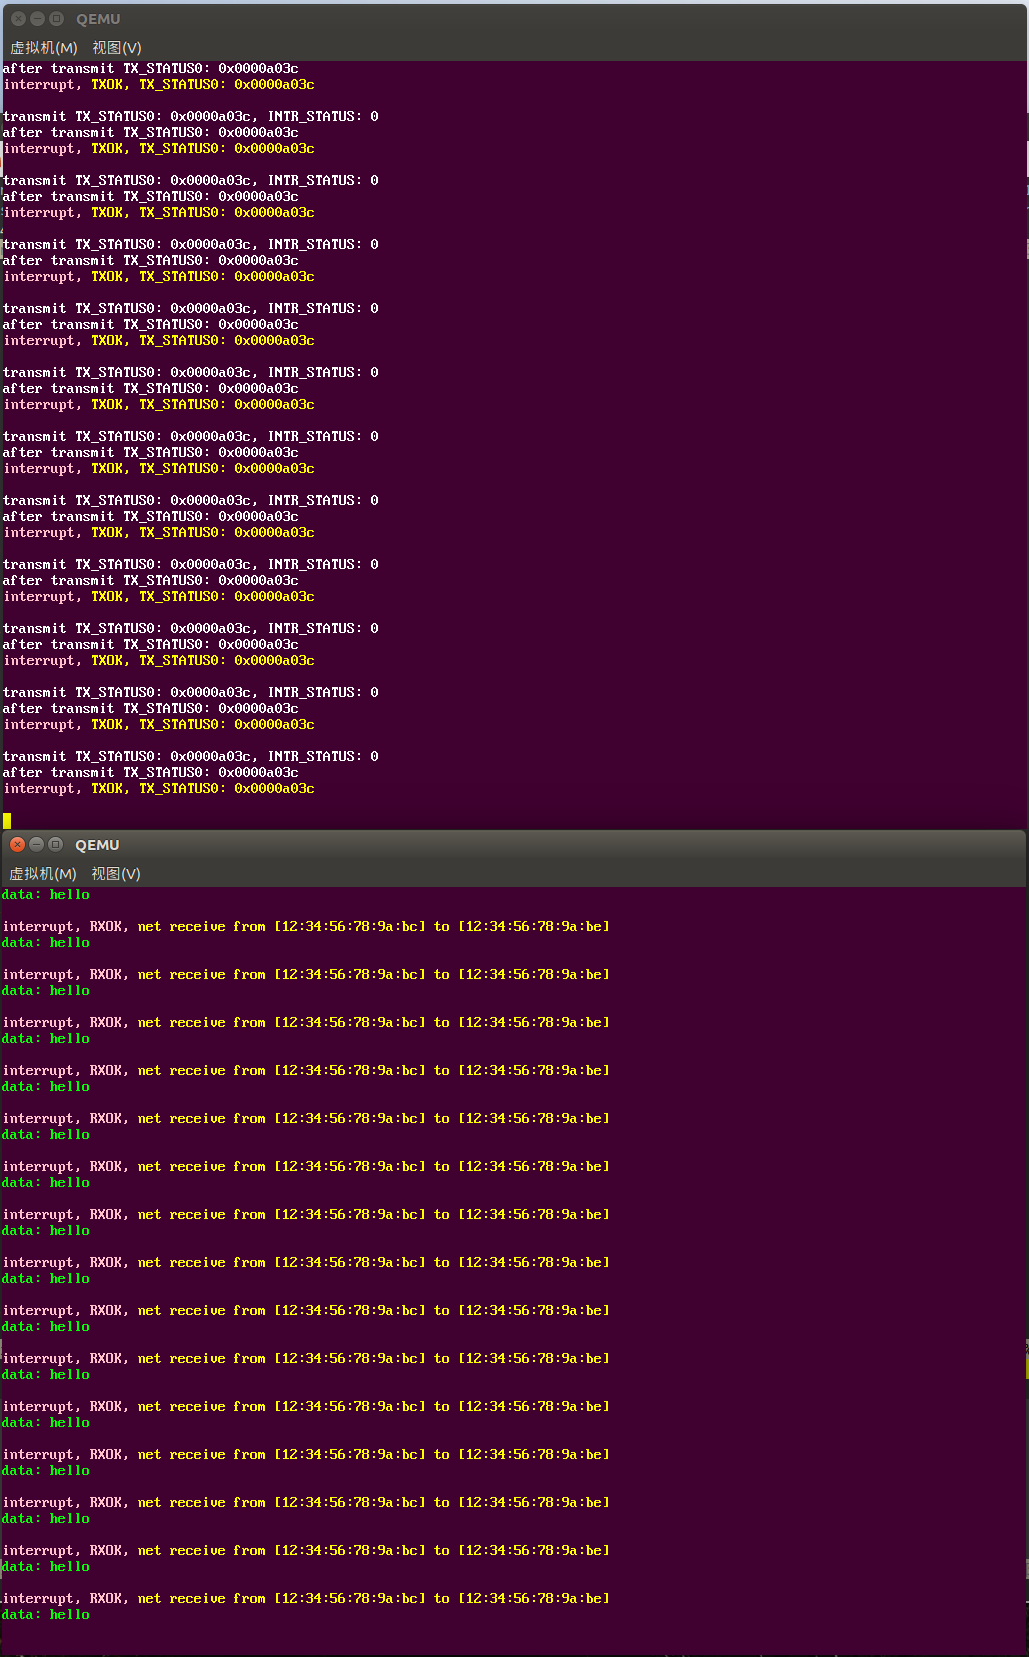 QEMU
虚拟机(M) 视图(V)
after transmit TX_STATUS0: 0x0000a03c
interrupt, TXOK, TX_STATUS0: 0x0000a03c
transmit TX_STATUS0: 0x0000a03c, INTR_STATUS: 0
after transmit TX_STATUS0: 0x0000a03c
interrupt, TXOK, TX_STATUS0: 0x0000a03c
transmit TX_STATUS0: 0x0000a03c, INTR_STATUS: 0
after transmit TX_STATUS0: 0x0000a03c
interrupt, TXOK, TX_STATUS0: 0x0000a03c
transmit TX_STATUS0: 0x0000a03c, INTR_STATUS: 0
after transmit TX_STATUS0: 0x0000a03c
interrupt, TXOK, TX_STATUS0: 0x0000a03c
transmit TX_STATUS0: 0x0000a03c, INTR_STATUS: 0
after transmit TX_STATUS0: 0x0000a03c
interrupt, TXOK, TX_STATUS0: 0x0000a03c
transmit TX_STATUS0: 0x0000a03c, INTR_STATUS: 0
after transmit TX_STATUS0: 0x0000a03c
interrupt, TXOK, TX_STATUS0: 0x0000a03c
transmit TX_STATUS0: 0x0000a03c, INTR_STATUS: 0
after transmit TX_STATUS0: 0x0000a03c
interrupt, TXOK, TX_STATUS0: 0x0000a03c
transmit TX_STATUS0: 0x0000a03c, INTR_STATUS: 0
after transmit TX_STATUS0: 0x0000a03c
interrupt, TXOK, TX_STATUS0: 0x0000a03c
transmit TX_STATUS0: 0x0000a03c, INTR_STATUS: 0
after transmit TX_STATUS0: 0x0000a03c
interrupt, TXOK, TX_STATUS0: 0x0000a03c
transmit TX_STATUS0: 0x0000a03c, INTR_STATUS: 0
after transmit TX_STATUS0: 0x0000a03c
interrupt, TXOK, TX_STATUS0: 0x0000a03c
transmit TX_STATUS0: 0x0000a03c, INTR_STATUS: 0
after transmit TX_STATUS0: 0x0000a03c
interrupt, TXOK, TX_STATUS0: 0x0000a03c
transmit TX_STATUS0: 0x0000a03c, INTR_STATUS: 0
after transmit TX_STATUS0: 0x0000a03c
interrupt, TXOK, TX_STATUS0: 0x0000a03c
QEMU
虚拟机(M) 视图(V)
data: hello
interrupt, RXOK, net receive from [12:34:56:78:9a:bc] to [12:34:56:78:9a:be]
data: hello
interrupt, RXOK, net receive from [12:34:56:78:9a:bc] to [12:34:56:78:9a:be]
data: hello
interrupt, RXOK, net receive from [12:34:56:78:9a:bc] to [12:34:56:78:9a:be]
data: hello
interrupt, RXOK, net receive from [12:34:56:78:9a:bc] to [12:34:56:78:9a:be]
data: hello
interrupt, RXOK, net receive from [12:34:56:78:9a:bc] to [12:34:56:78:9a:be]
data: hello
interrupt, RXOK, net receive from [12:34:56:78:9a:bc] to [12:34:56:78:9a:be]
data: hello
interrupt, RXOK, net receive from [12:34:56:78:9a:bc] to [12:34:56:78:9a:be]
data: hello
interrupt, RXOK, net receive from [12:34:56:78:9a:bc] to [12:34:56:78:9a:be]
data: hello
interrupt, RXOK, net receive from [12:34:56:78:9a:bc] to [12:34:56:78:9a:be]
data: hello
interrupt, RXOK, net receive from [12:34:56:78:9a:bc] to [12:34:56:78:9a:be]
data: hello
interrupt, RXOK, net receive from [12:34:56:78:9a:bc] to [12:34:56:78:9a:be]
data: hello
interrupt, RXOK, net receive from [12:34:56:78:9a:bc] to [12:34:56:78:9a:be]
data: hello
interrupt, RXOK, net receive from [12:34:56:78:9a:bc] to [12:34:56:78:9a:be]
data: hello
interrupt, RXOK, net receive from [12:34:56:78:9a:bc] to [12:34:56:78:9a:be]
data: hello
interrupt, RXOK, net receive from [12:34:56:78:9a:bc] to [12:34:56:78:9a:be]
data: hello